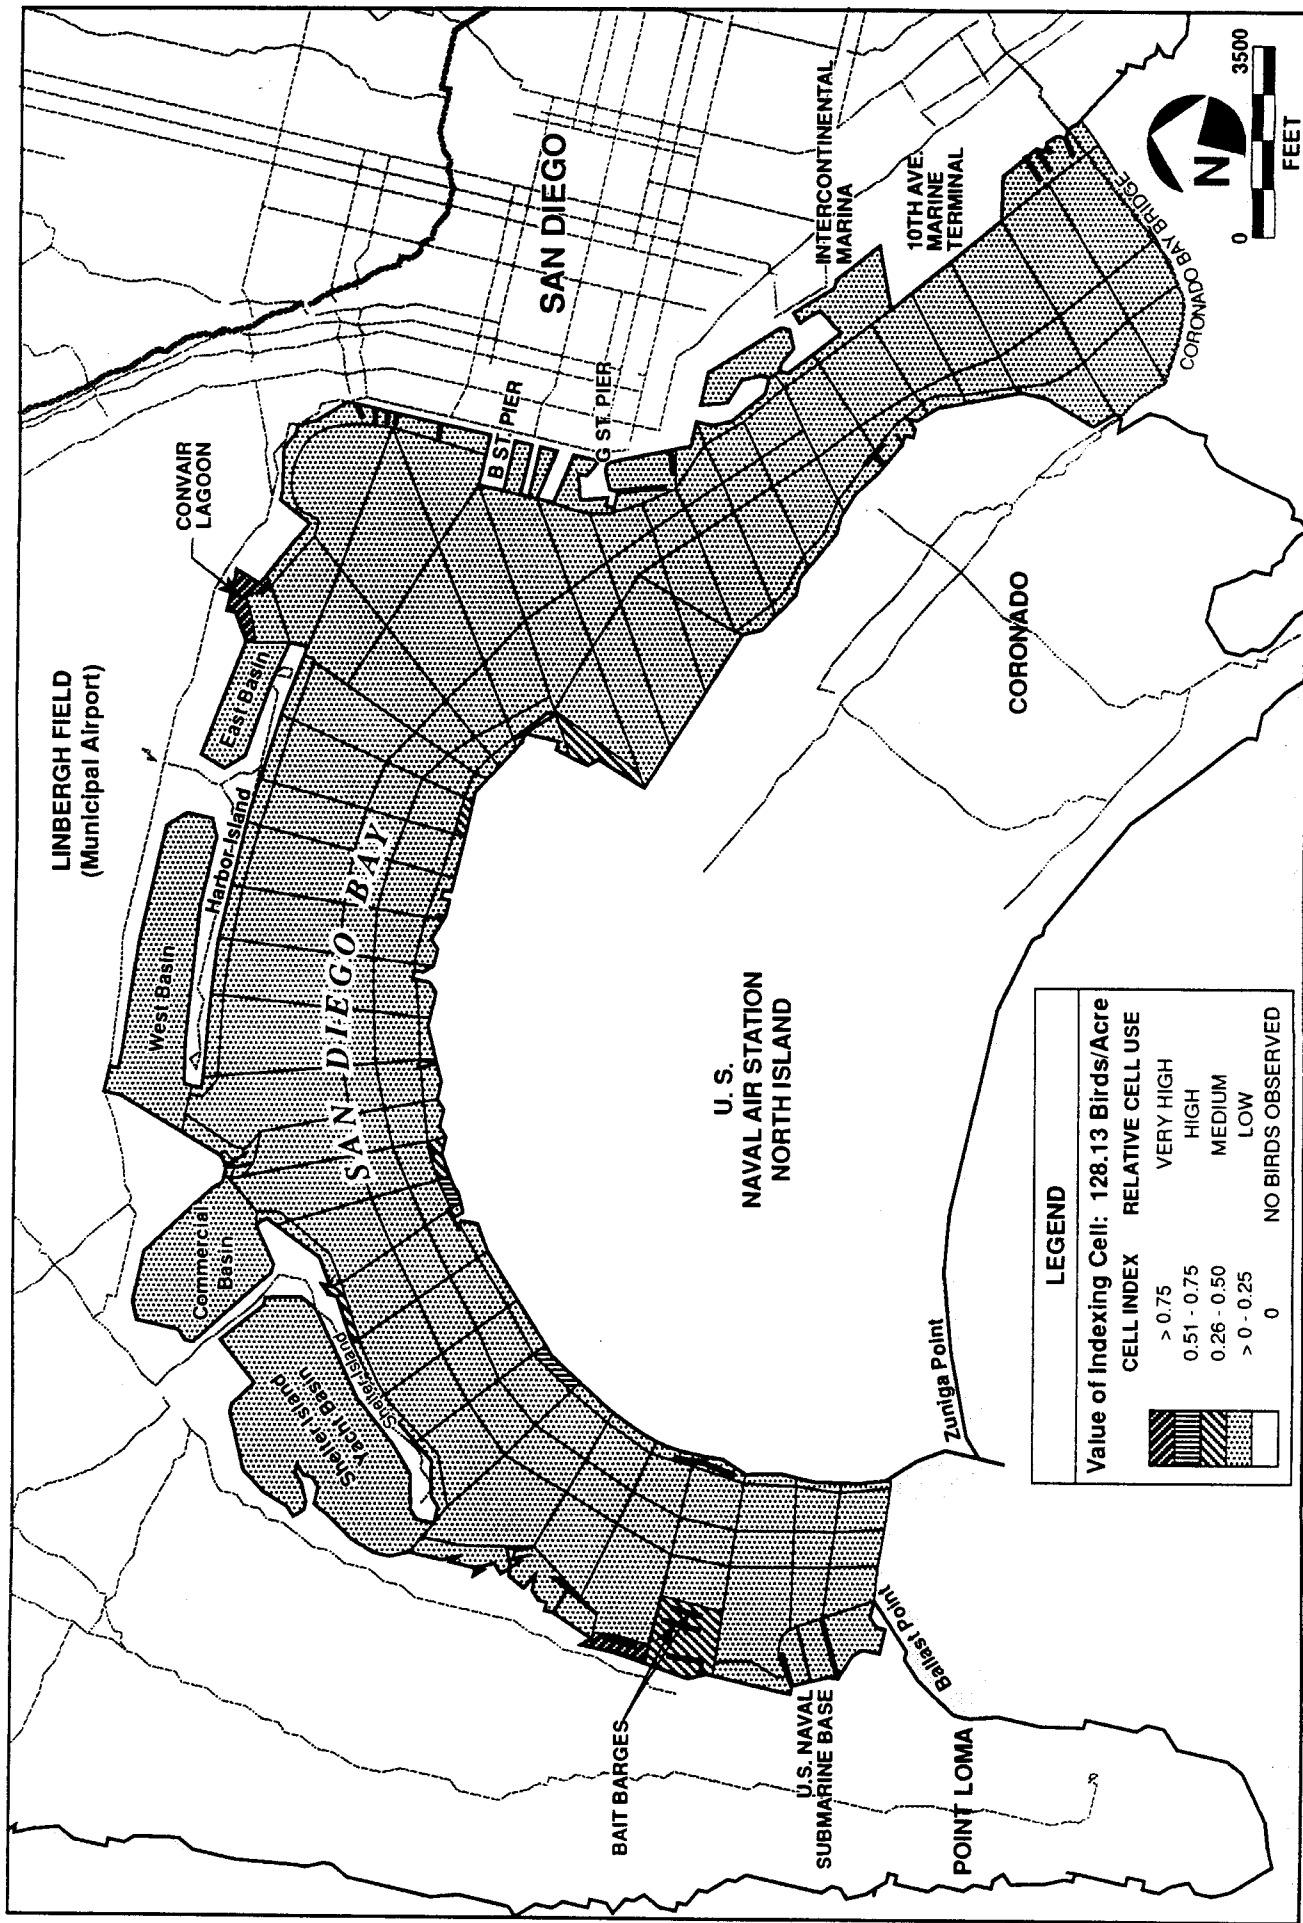 LINBERGH FIELD
(Municipal Airport)
CONVAIR
LAGOON
SAN DIEGO
West Basin
Harbor Island
East Basin
Commercial
Basin
Shelter Island
Yacht Basin
Shelter Island
SAN DIEGO BAY
B ST. PIER
G ST. PIER
INTERCONTINENTAL
MARINA
10TH AVE.
MARINE
TERMINAL
CORONADO BAY BRIDGE
CORONADO BAY BRIDGE
CORONADO
U. S.
NAVAL AIR STATION
NORTH ISLAND
Zuniga Point
Ballast Point
BAIT BARGES
U.S. NAVAL
SUBMARINE BASE
POINT LOMA
N
0 3500
FEET
LEGEND
Value of Indexing Cell: 128.13 Birds/Acre
CELL INDEX RELATIVE CELL USE
> 0.75 VERY HIGH
0.51 - 0.75 HIGH
0.26 - 0.50 MEDIUM
> 0 - 0.25 LOW
0 NO BIRDS OBSERVED